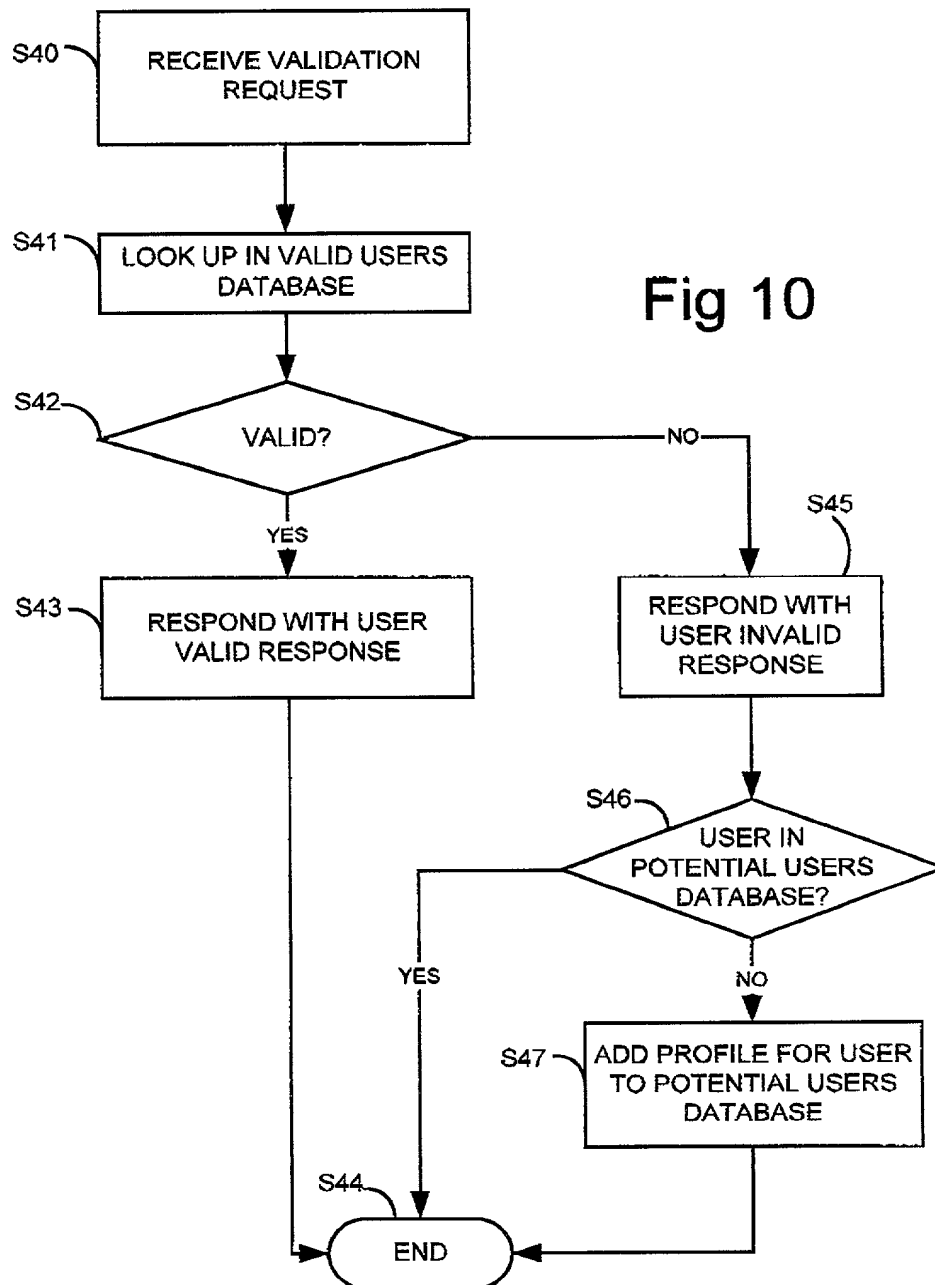 S40
RECEIVE VALIDATION
REQUEST
S41
LOOK UP IN VALID USERS
DATABASE
Fig 10
S42
VALID?
NO
YES
S45
S43
RESPOND WITH USER
VALID RESPONSE
RESPOND WITH
USER INVALID
RESPONSE
S46
USER IN
POTENTIAL USERS
DATABASE?
YES
NO
S47
ADD PROFILE FOR USER
TO POTENTIAL USERS
DATABASE
S44
END